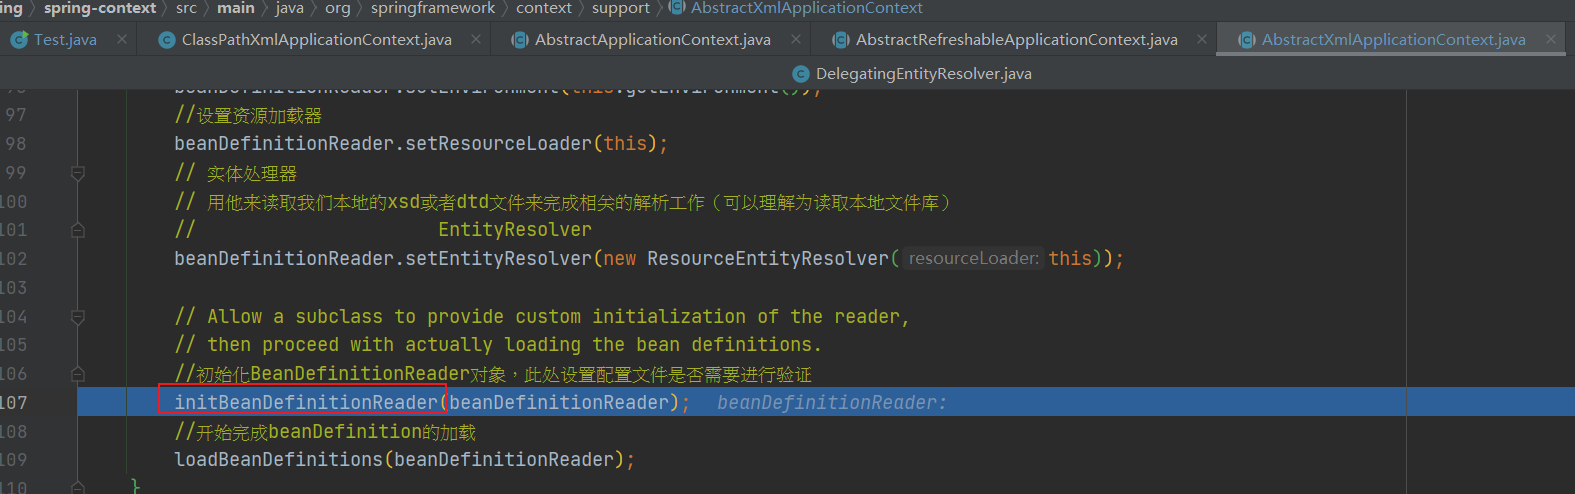 ing › spring-context › src › main › java › org › springframework › context › support › AbstractXmlApplicationContext
Test.java × ClassPathXmlApplicationContext.java × AbstractApplicationContext.java × AbstractRefreshableApplicationContext.java × AbstractXmlApplicationContext.java ×
DelegatingEntityResolver.java
beanDefinitionReader.setEnvironment(this.getEnvironment());
97 //设置资源加载器
98 beanDefinitionReader.setResourceLoader(this);
99 // 实体处理器
100 // 用他来读取我们本地的xsd或者dtd文件来完成相关的解析工作（可以理解为读取本地文件库）
101 // EntityResolver
102 beanDefinitionReader.setEntityResolver(new ResourceEntityResolver( resourceLoader: this));
103
104 // Allow a subclass to provide custom initialization of the reader,
105 // then proceed with actually loading the bean definitions.
106 //初始化BeanDefinitionReader对象，此处设置配置文件是否需要进行验证
107 initBeanDefinitionReader(beanDefinitionReader); beanDefinitionReader:
108 //开始完成beanDefinition的加载
109 loadBeanDefinitions(beanDefinitionReader);
110 }